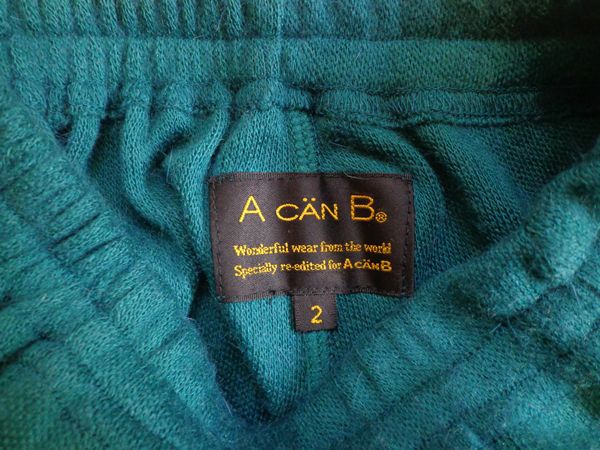 A CÄN B®
Wonderful wear from the world
Specially re-edited for A CÄN B
2